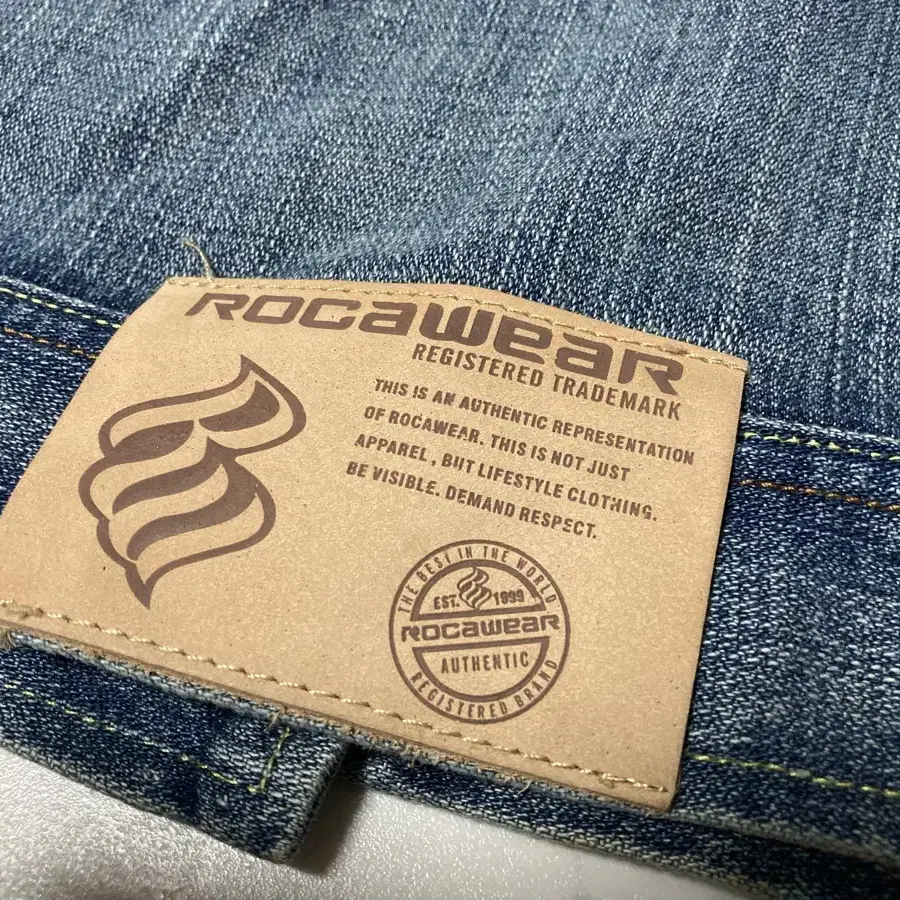 ROCAWEAR
REGISTERED TRADEMARK
THIS IS AN AUTHENTIC REPRESENTATION
OF ROCAWEAR. THIS IS NOT JUST
APPAREL, BUT LIFESTYLE CLOTHING.
BE VISIBLE. DEMAND RESPECT.
THE BEST IN THE WORLD
EST. 1999
ROCAWEAR
AUTHENTIC
REGISTERED BRAND